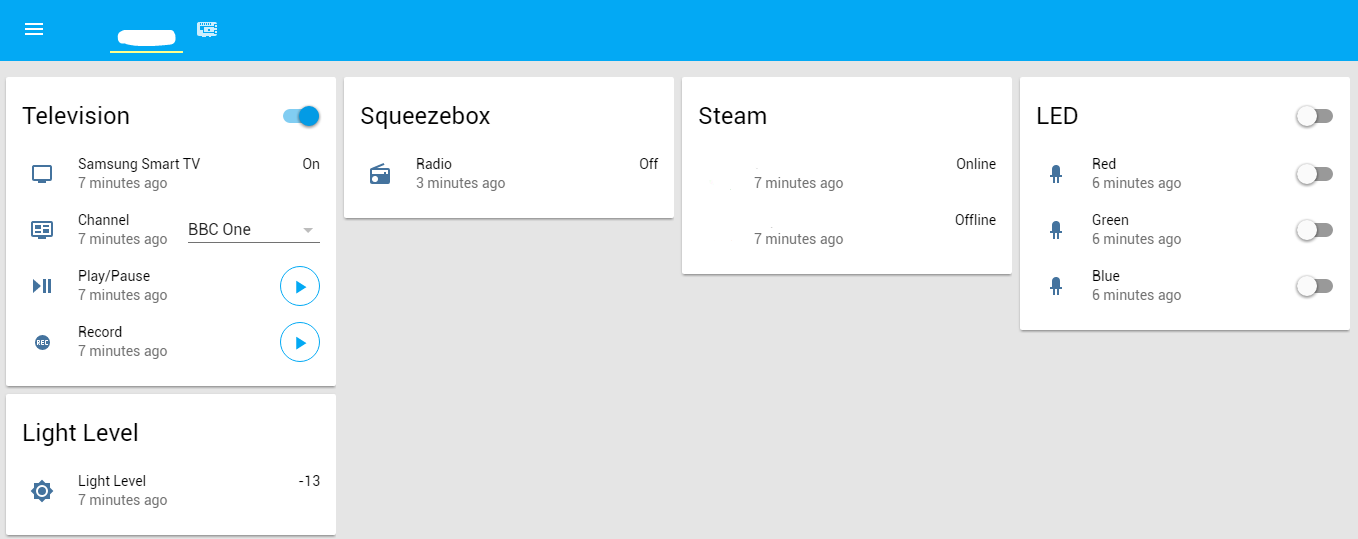 Television
Samsung Smart TV On
7 minutes ago
Channel
7 minutes ago
BBC One
Play/Pause
7 minutes ago
Record
7 minutes ago
REC
Light Level
Light Level -13
7 minutes ago
Squeezebox
Radio Off
3 minutes ago
Steam
Online
7 minutes ago
Offline
7 minutes ago
LED
Red
6 minutes ago
Green
6 minutes ago
Blue
6 minutes ago